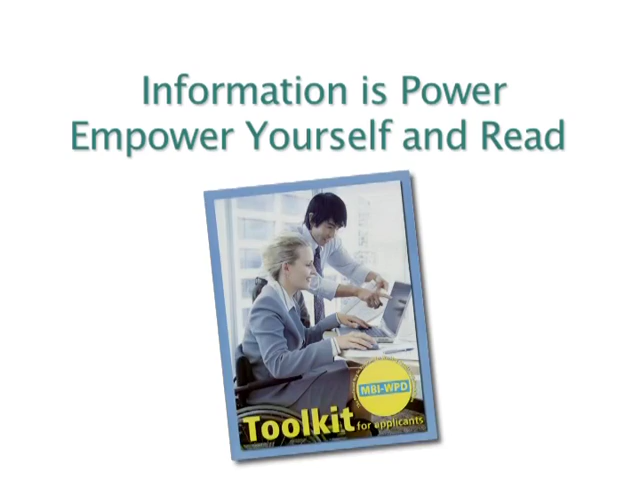 Information is Power
Empower Yourself and Read
MBI-WPD
Toolkit for applicants